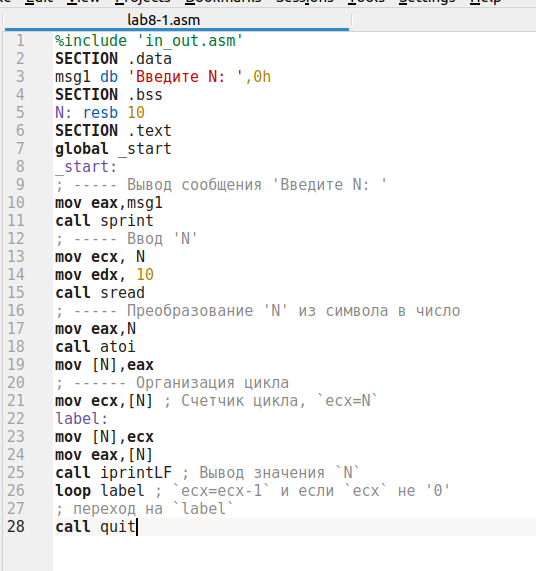 View Projects Bookmarks Sessions Tools Settings Help
lab8-1.asm
1 %include 'in_out.asm'
2 SECTION .data
3 msg1 db 'Введите N: ',0h
4 SECTION .bss
5 N: resb 10
6 SECTION .text
7 global _start
8 _start:
9 ; ----- Вывод сообщения 'Введите N: '
10 mov eax,msg1
11 call sprint
12 ; ----- Ввод 'N'
13 mov ecx, N
14 mov edx, 10
15 call sread
16 ; ----- Преобразование 'N' из символа в число
17 mov eax,N
18 call atoi
19 mov [N],eax
20 ; ------ Организация цикла
21 mov ecx,[N] ; Счетчик цикла, `ecx=N`
22 label:
23 mov [N],ecx
24 mov eax,[N]
25 call iprintLF ; Вывод значения `N`
26 loop label ; `ecx=ecx-1` и если `ecx` не '0'
27 ; переход на `label`
28 call quit